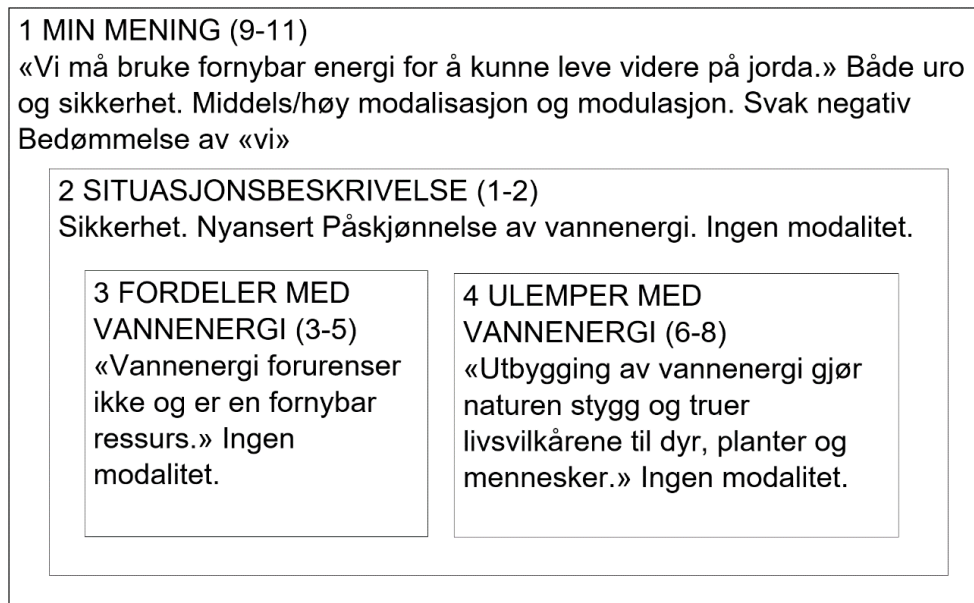 1 MIN MENING (9-11)
«Vi må bruke fornybar energi for å kunne leve videre på jorda.» Både uro
og sikkerhet. Middels/høy modalisasjon og modulasjon. Svak negativ
Bedømmelse av «vi»
2 SITUASJONSBESKRIVELSE (1-2)
Sikkerhet. Nyansert Påskjønnelse av vannenergi. Ingen modalitet.
3 FORDELER MED
VANNENERGI (3-5)
«Vannenergi forurenser
ikke og er en fornybar
ressurs.» Ingen
modalitet.
4 ULEMPER MED
VANNENERGI (6-8)
«Utbygging av vannenergi gjør
naturen stygg og truer
livsvilkårene til dyr, planter og
mennesker.» Ingen modalitet.